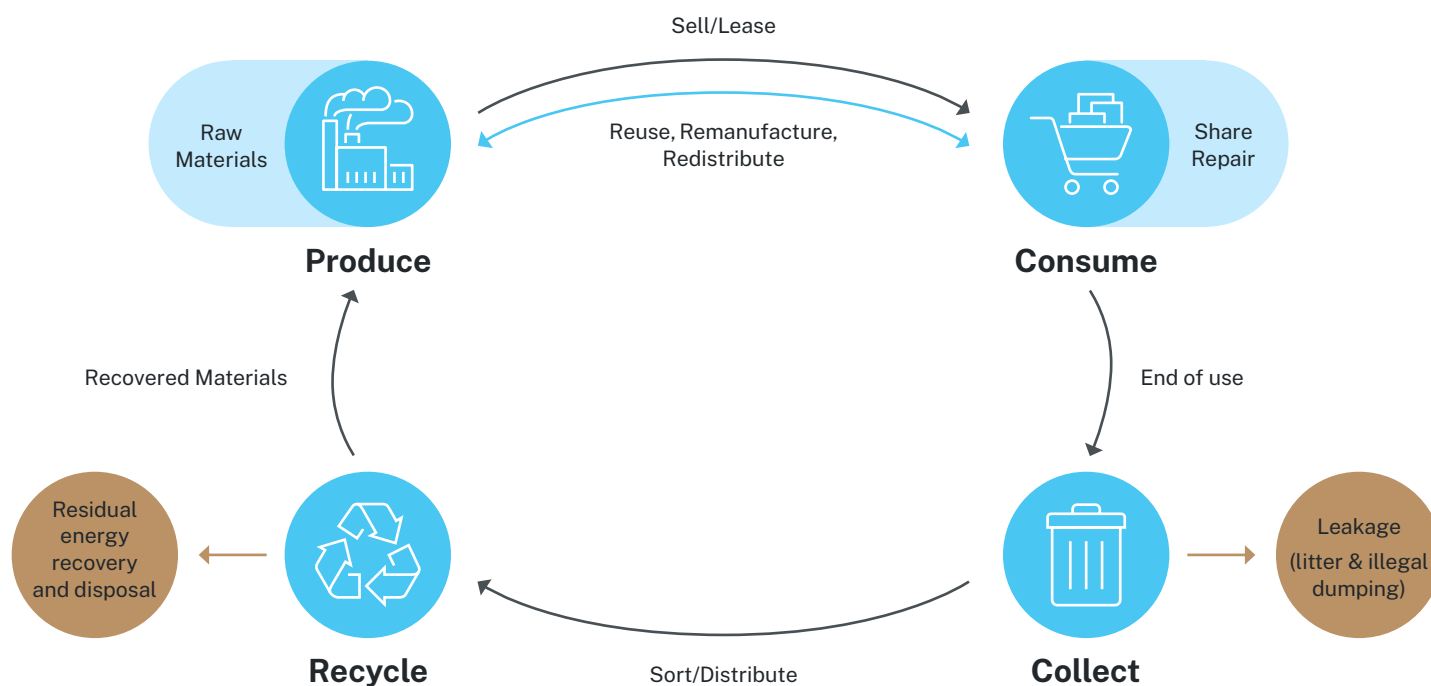 Sell/Lease
Raw
Materials
Reuse, Remanufacture,
Redistribute
Share
Repair
Produce
Consume
Recovered Materials
End of use
Residual
energy
recovery
and disposal
Leakage
(litter & illegal
dumping)
Recycle
Sort/Distribute
Collect